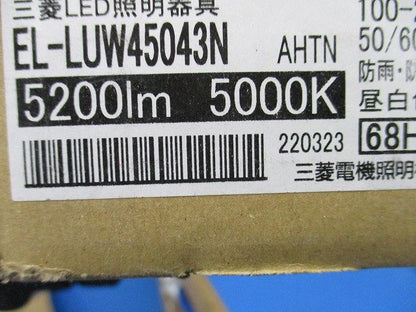 三菱LED照明器具
EL-LUW45043N AHTN
5200lm 5000K
220323
三菱電機照明
100-
50/60
防雨・防
昼白
68H